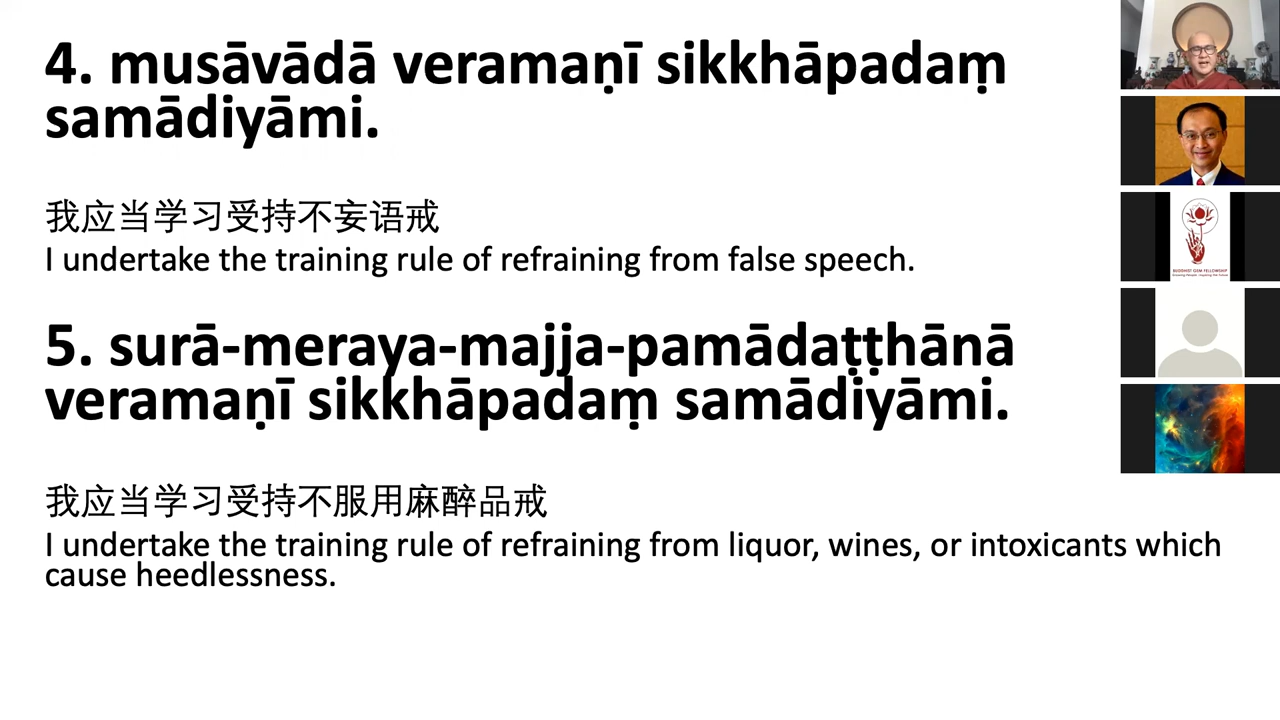 4. musāvādā veramaṇī sikkhāpadaṃ
samādiyāmi.
我应当学习受持不妄语戒
I undertake the training rule of refraining from false speech.
5. surā-meraya-majja-pamādaṭṭhānā
veramaṇī sikkhāpadaṃ samādiyāmi.
我应当学习受持不服用麻醉品戒
I undertake the training rule of refraining from liquor, wines, or intoxicants which
cause heedlessness.
BUDDHIST GEM FELLOWSHIP